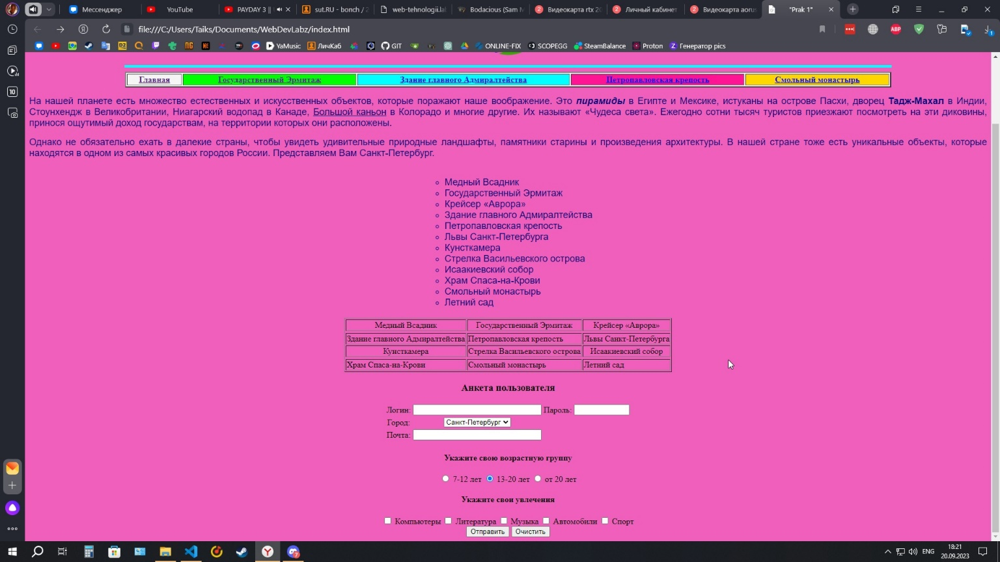 Мессенджер
YouTube
PAYDAY 3 ||
sut.RU - bonch / 2
web-tehnologii.lal
Bodacious (Sam M
Видеокарта rtx 20
Личный кабинет
Видеокарта aorus
"Prak 1"
file:///C:/Users/Taiks/Documents/WebDevLabz/index.html
ABP
1
YaMusic
ЛичКаб
GIT
ONLINE-FIX
SCOPEGG
SteamBalance
Proton
Генератор pics
10
Главная
Государственный Эрмитаж
Здание главного Адмиралтейства
Петропавловская крепость
Смольный монастырь
На нашей планете есть множество естественных и искусственных объектов, которые поражают наше воображение. Это пирамиды в Египте и Мексике, истуканы на острове Пасхи, дворец Тадж-Махал в Индии,
Стоунхендж в Великобритании, Ниагарский водопад в Канаде, Большой каньон в Колорадо и многие другие. Их называют «Чудеса света». Ежегодно сотни тысяч туристов приезжают посмотреть на эти диковины,
принося ощутимый доход государствам, на территории которых они расположены.
Однако не обязательно ехать в далекие страны, чтобы увидеть удивительные природные ландшафты, памятники старины и произведения архитектуры. В нашей стране тоже есть уникальные объекты, которые
находятся в одном из самых красивых городов России. Представляем Вам Санкт-Петербург.
Медный Всадник
Государственный Эрмитаж
Крейсер «Аврора»
Здание главного Адмиралтейства
Петропавловская крепость
Львы Санкт-Петербурга
Кунсткамера
Стрелка Васильевского острова
Исаакиевский собор
Храм Спаса-на-Крови
Смольный монастырь
Летний сад
Медный Всадник Государственный Эрмитаж Крейсер «Аврора»
Здание главного Адмиралтейства Петропавловская крепость Львы Санкт-Петербурга
Кунсткамера Стрелка Васильевского острова Исаакиевский собор
Храм Спаса-на-Крови Смольный монастырь Летний сад
Анкета пользователя
Логин: Пароль:
Город: Санкт-Петербург
Почта:
Укажите свою возрастную группу
7-12 лет 13-20 лет от 20 лет
Укажите свои увлечения
Компьютеры Литература Музыка Автомобили Спорт
Отправить Очистить
ENG
18:21
20.09.2023